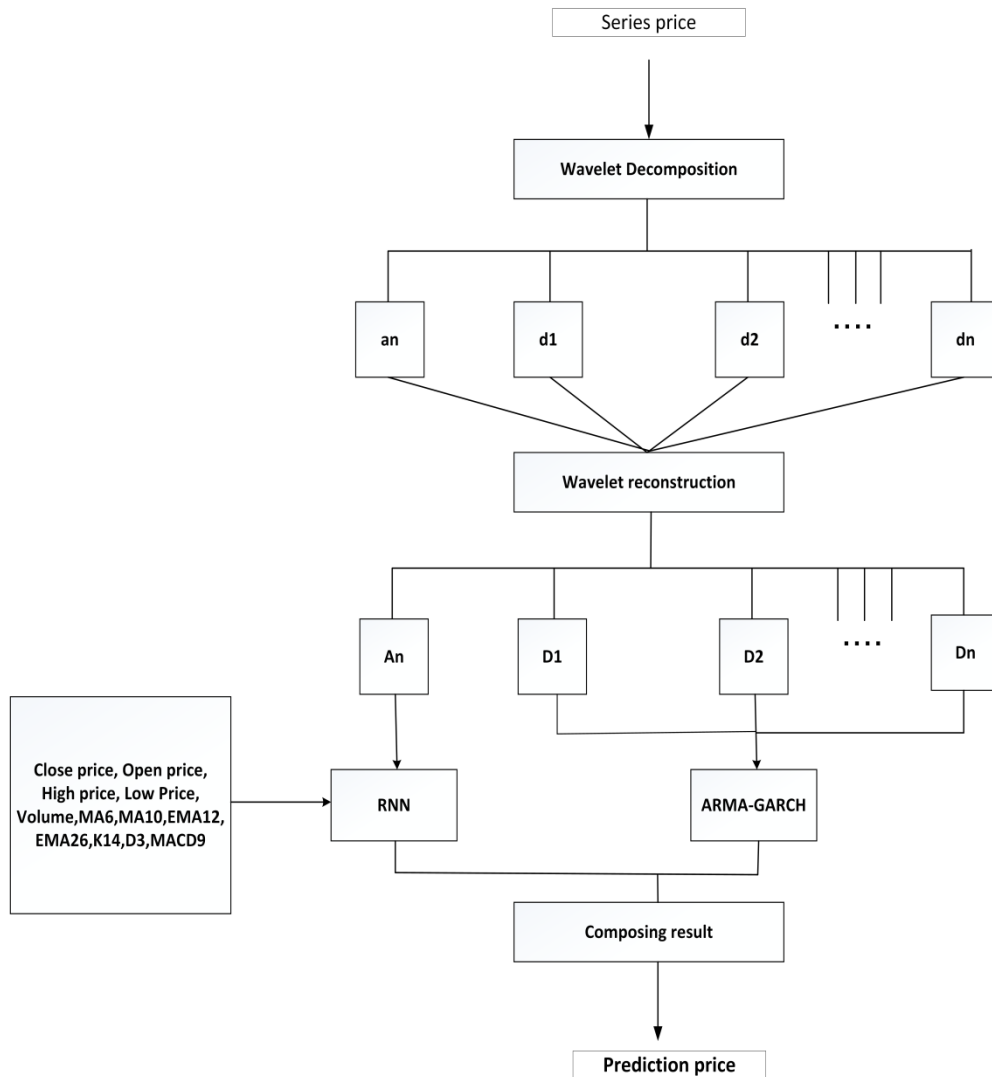 Series price
Wavelet Decomposition
an
d1
d2
....
dn
Wavelet reconstruction
An
D1
D2
....
Dn
Close price, Open price,
High price, Low Price,
Volume,MA6,MA10,EMA12,
EMA26,K14,D3,MACD9
RNN
ARMA-GARCH
Composing result
Prediction price